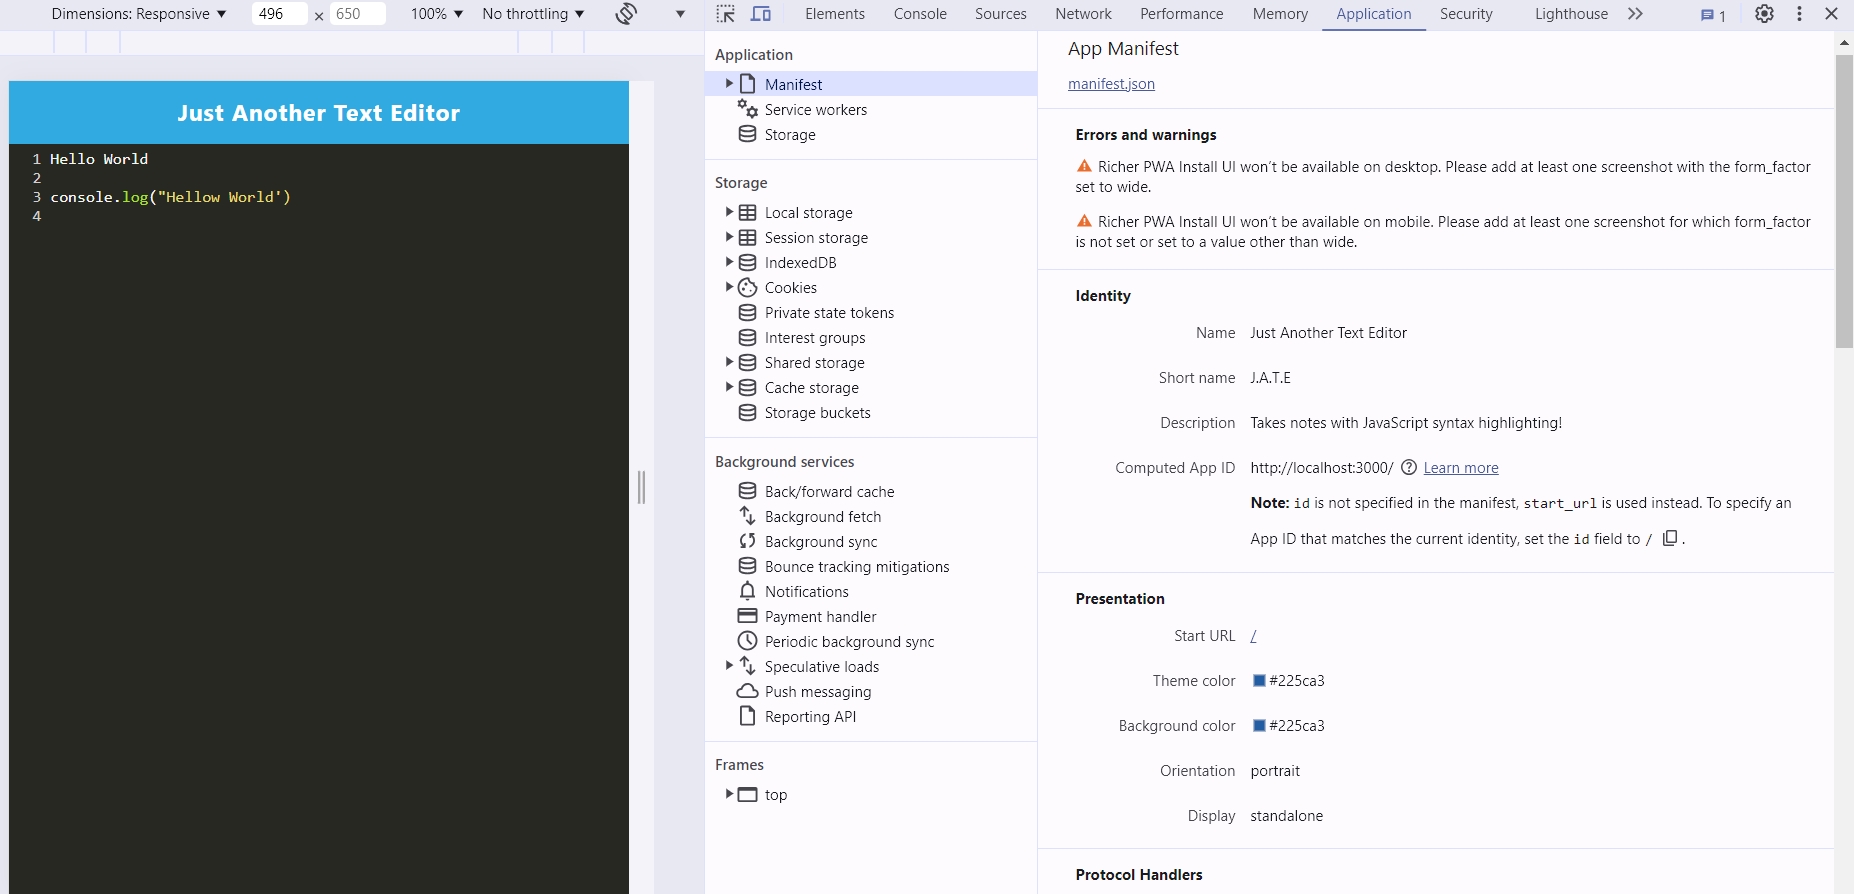 Dimensions: Responsive 496 × 650 100% No throttling
Elements Console Sources Network Performance Memory Application Security Lighthouse 1
Just Another Text Editor
1 Hello World
2
3 console.log("Hellow World')
4
Application
Manifest
Service workers
Storage
Storage
Local storage
Session storage
IndexedDB
Cookies
Private state tokens
Interest groups
Shared storage
Cache storage
Storage buckets
Background services
Back/forward cache
Background fetch
Background sync
Bounce tracking mitigations
Notifications
Payment handler
Periodic background sync
Speculative loads
Push messaging
Reporting API
Frames
top
App Manifest
manifest.json
Errors and warnings
Richer PWA Install UI won't be available on desktop. Please add at least one screenshot with the form_factor
set to wide.
Richer PWA Install UI won't be available on mobile. Please add at least one screenshot for which form_factor
is not set or set to a value other than wide.
Identity
Name Just Another Text Editor
Short name J.A.T.E
Description Takes notes with JavaScript syntax highlighting!
Computed App ID http://localhost:3000/ Learn more
Note: id is not specified in the manifest, start_url is used instead. To specify an
App ID that matches the current identity, set the id field to / .
Presentation
Start URL /
Theme color #225ca3
Background color #225ca3
Orientation portrait
Display standalone
Protocol Handlers